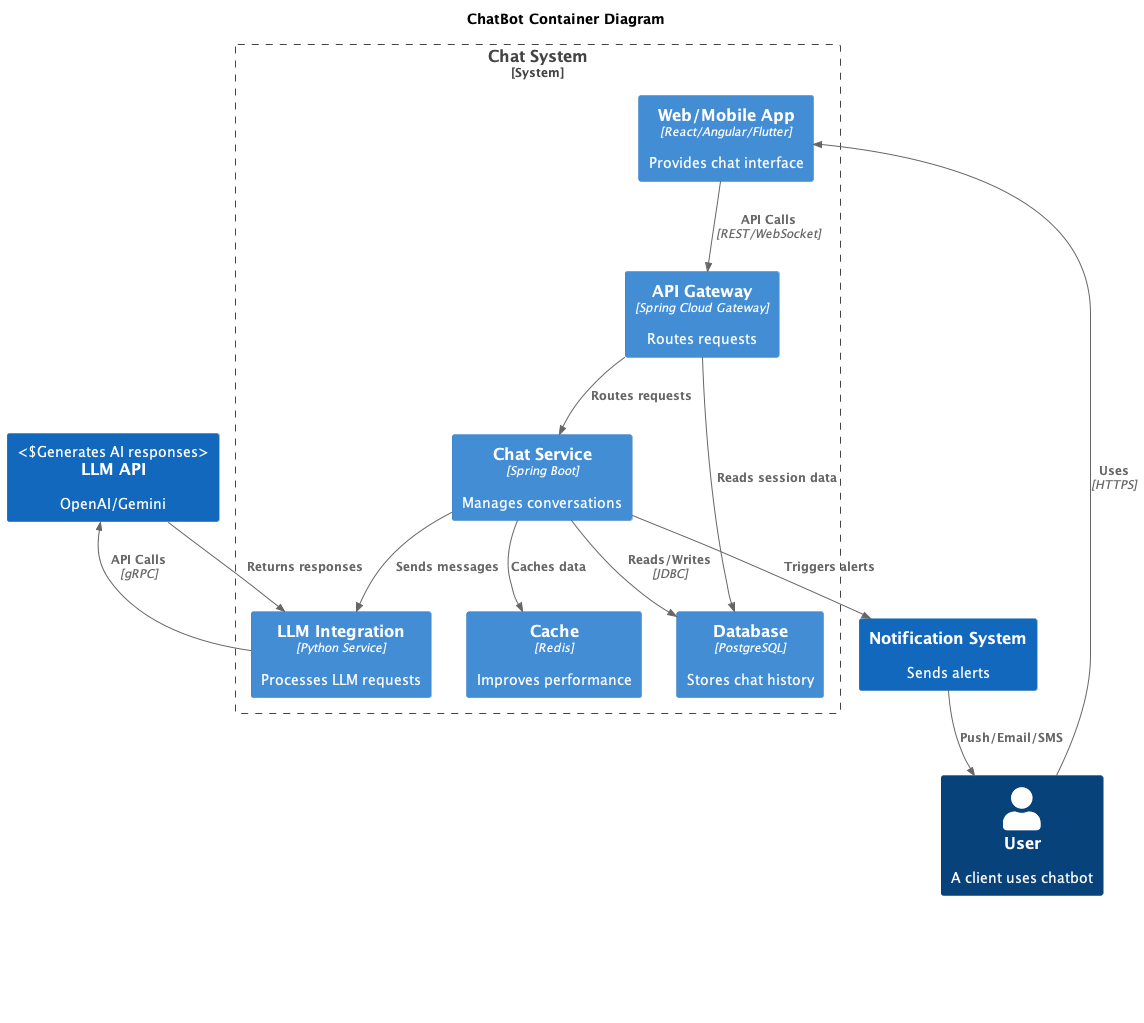 ChatBot Container Diagram
Chat System
[System]
Web/Mobile App
[React/Angular/Flutter]
Provides chat interface
API Calls
[REST/WebSocket]
API Gateway
[Spring Cloud Gateway]
Routes requests
Routes requests
Chat Service
[Spring Boot]
Manages conversations
Reads session data
Uses
[HTTPS]
<$Generates AI responses>
LLM API
OpenAI/Gemini
API Calls
[gRPC]
Returns responses
Sends messages
Caches data
Reads/Writes
[JDBC]
Triggers alerts
LLM Integration
[Python Service]
Processes LLM requests
Cache
[Redis]
Improves performance
Database
[PostgreSQL]
Stores chat history
Notification System
Sends alerts
Push/Email/SMS
User
A client uses chatbot